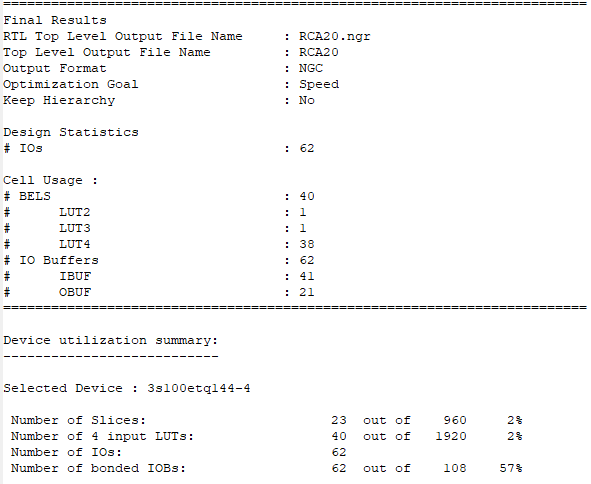 =========================================================================
Final Results
RTL Top Level Output File Name     : RCA20.ngr
Top Level Output File Name         : RCA20
Output Format                      : NGC
Optimization Goal                  : Speed
Keep Hierarchy                     : No
Design Statistics
# IOs                              : 62
Cell Usage :
# BELS                             : 40
#      LUT2                        : 1
#      LUT3                        : 1
#      LUT4                        : 38
# IO Buffers                       : 62
#      IBUF                        : 41
#      OBUF                        : 21
=========================================================================
Device utilization summary:
---------------------------
Selected Device : 3s100etq144-4
Number of Slices:                       23  out of    960     2%
Number of 4 input LUTs:                 40  out of   1920     2%
Number of IOs:                          62
Number of bonded IOBs:                  62  out of    108    57%